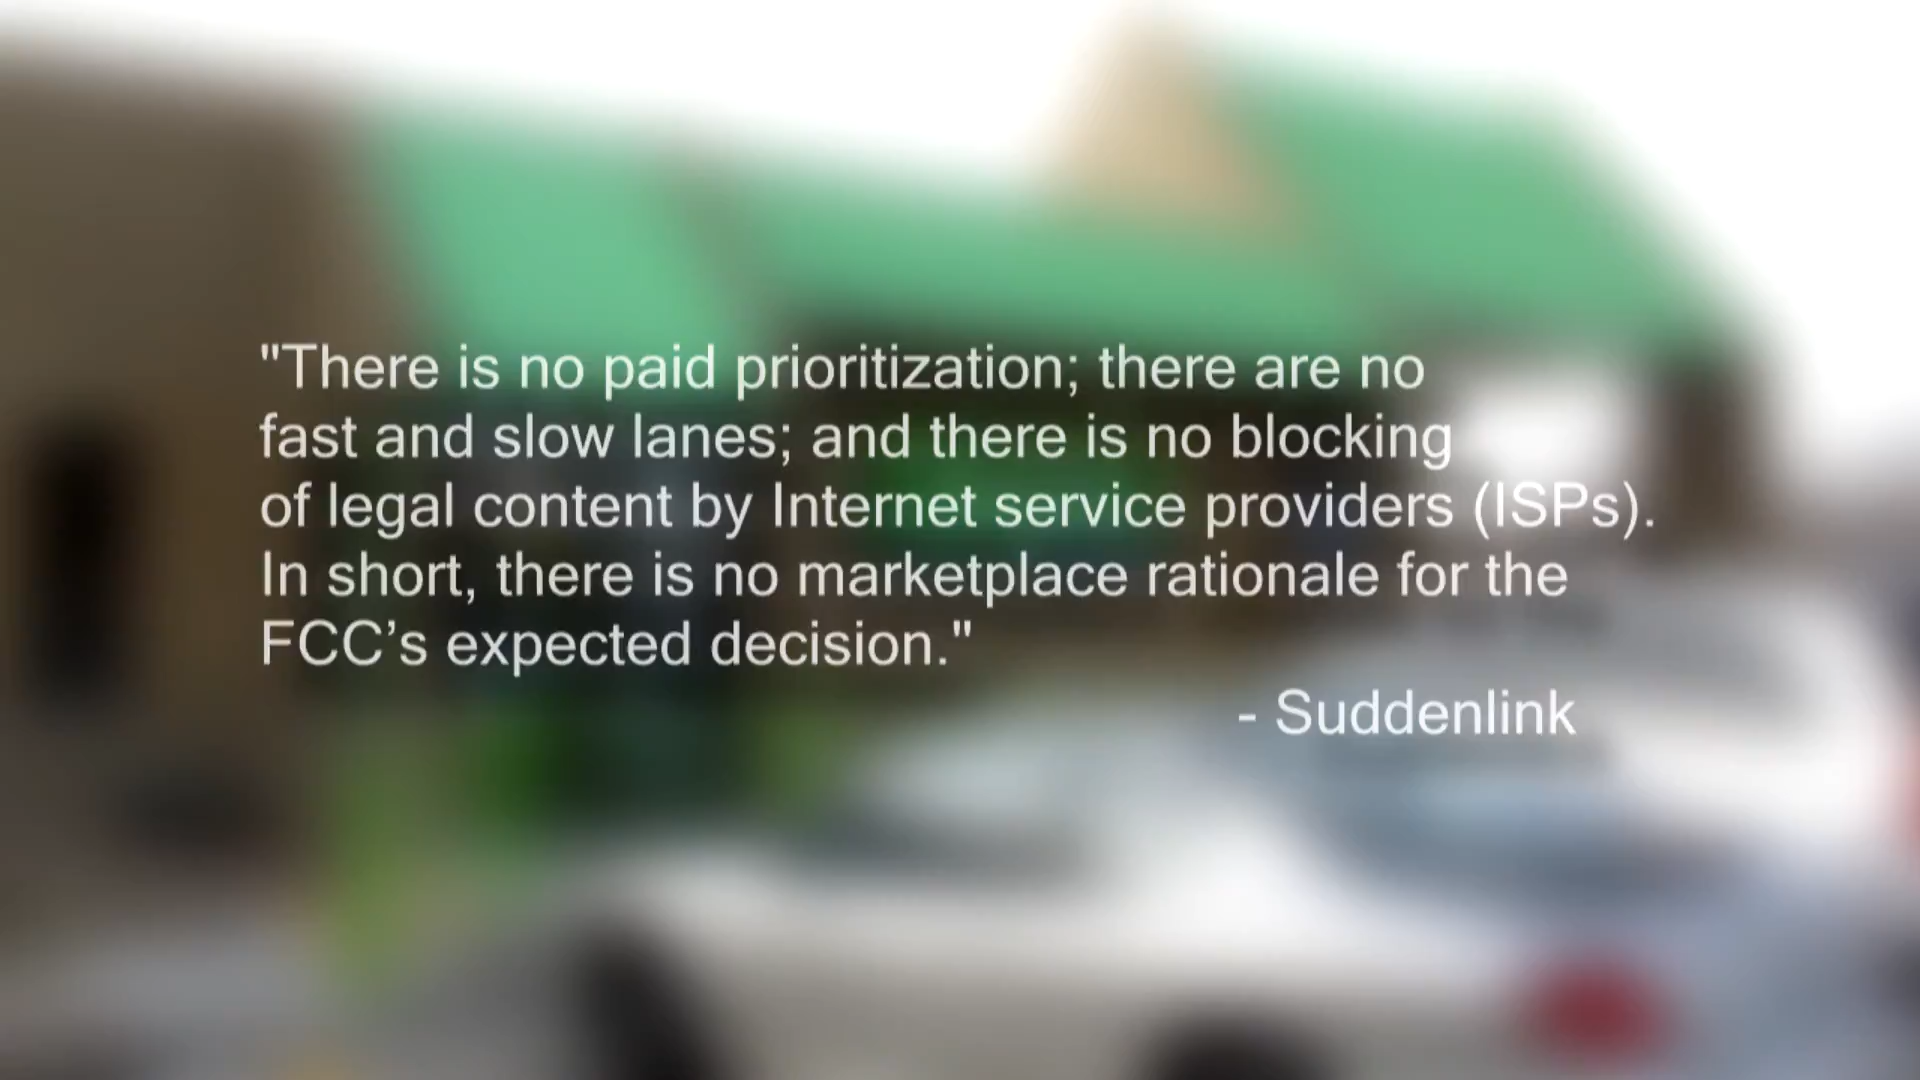 "There is no paid prioritization; there are no
fast and slow lanes; and there is no blocking
of legal content by Internet service providers (ISPs).
In short, there is no marketplace rationale for the
FCC’s expected decision."
- Suddenlink